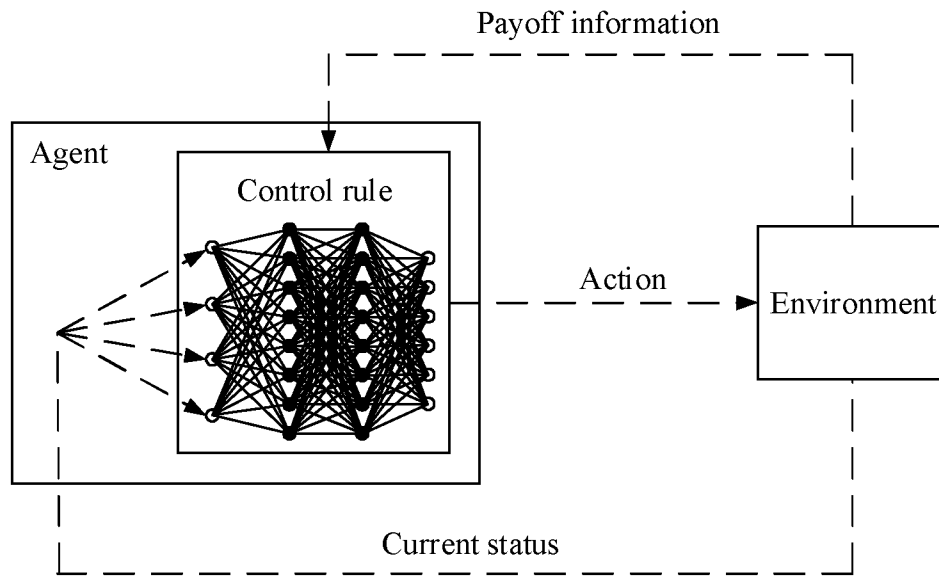 Payoff information
Agent
Control rule
Action
Environment
Current status